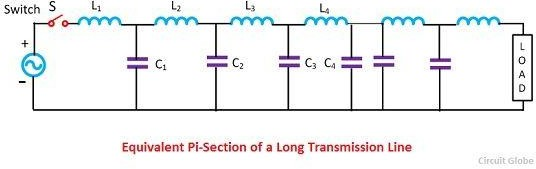 Switch S L₁ L₂ L₃ L₄
+
C₁ C₂ C₃ C₄
-
LOAD
Equivalent Pi-Section of a Long Transmission Line
Circuit Globe